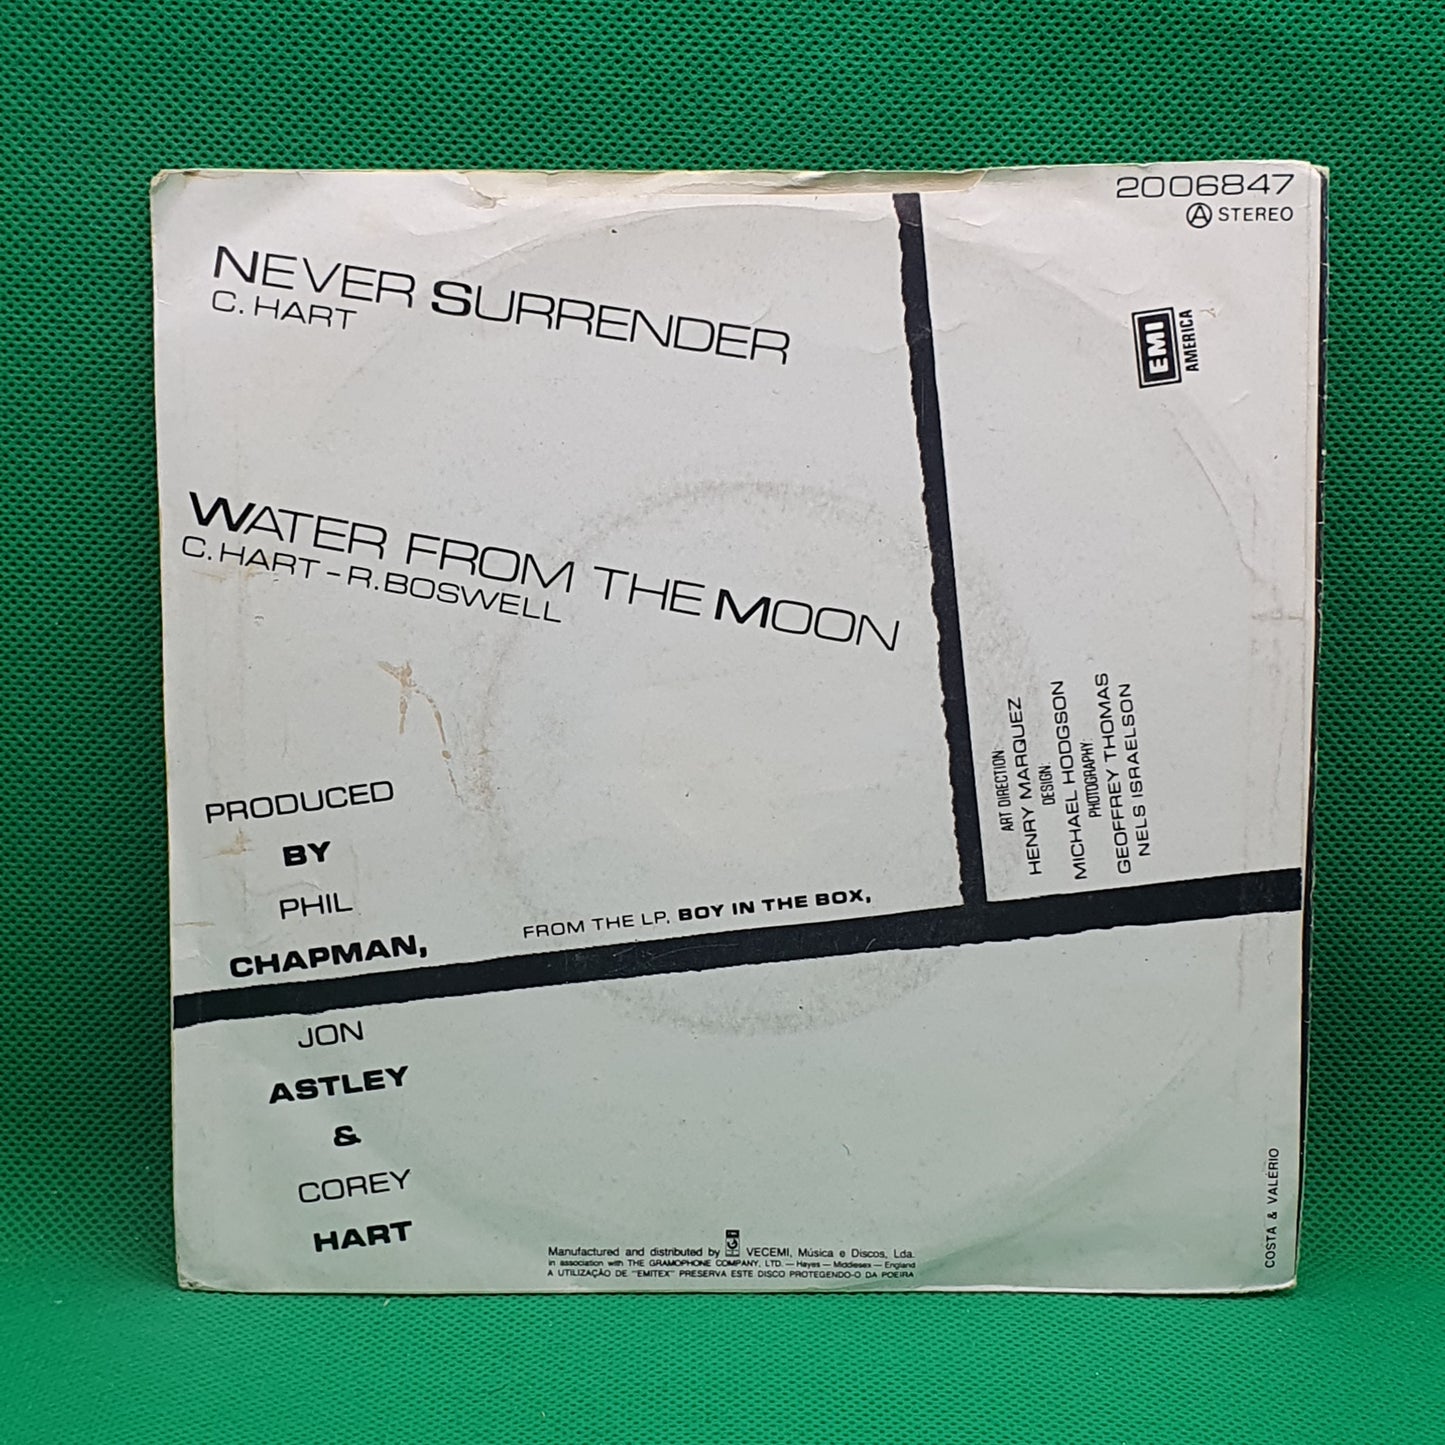 2006847
Ⓐ STEREO
EMI
AMERICA
NEVER SURRENDER
C. HART
WATER FROM THE MOON
C. HART - R. BOSWELL
ART DIRECTION:
HENRY MARQUEZ
DESIGN:
MICHAEL HODGSON
PHOTOGRAPHY:
GEOFFREY THOMAS
NELS ISRAELSON
PRODUCED
BY
PHIL
CHAPMAN,
JON
ASTLEY
&
COREY
HART
FROM THE LP. BOY IN THE BOX,
Manufactured and distributed by VECEMI, Música e Discos, Lda.
in association with THE GRAMOPHONE COMPANY, LTD. — Hayes — Middlesex — England
A UTILIZAÇÃO DE "EMITEX" PRESERVA ESTE DISCO PROTEGENDO-O DA POEIRA
COSTA & VALÉRIO